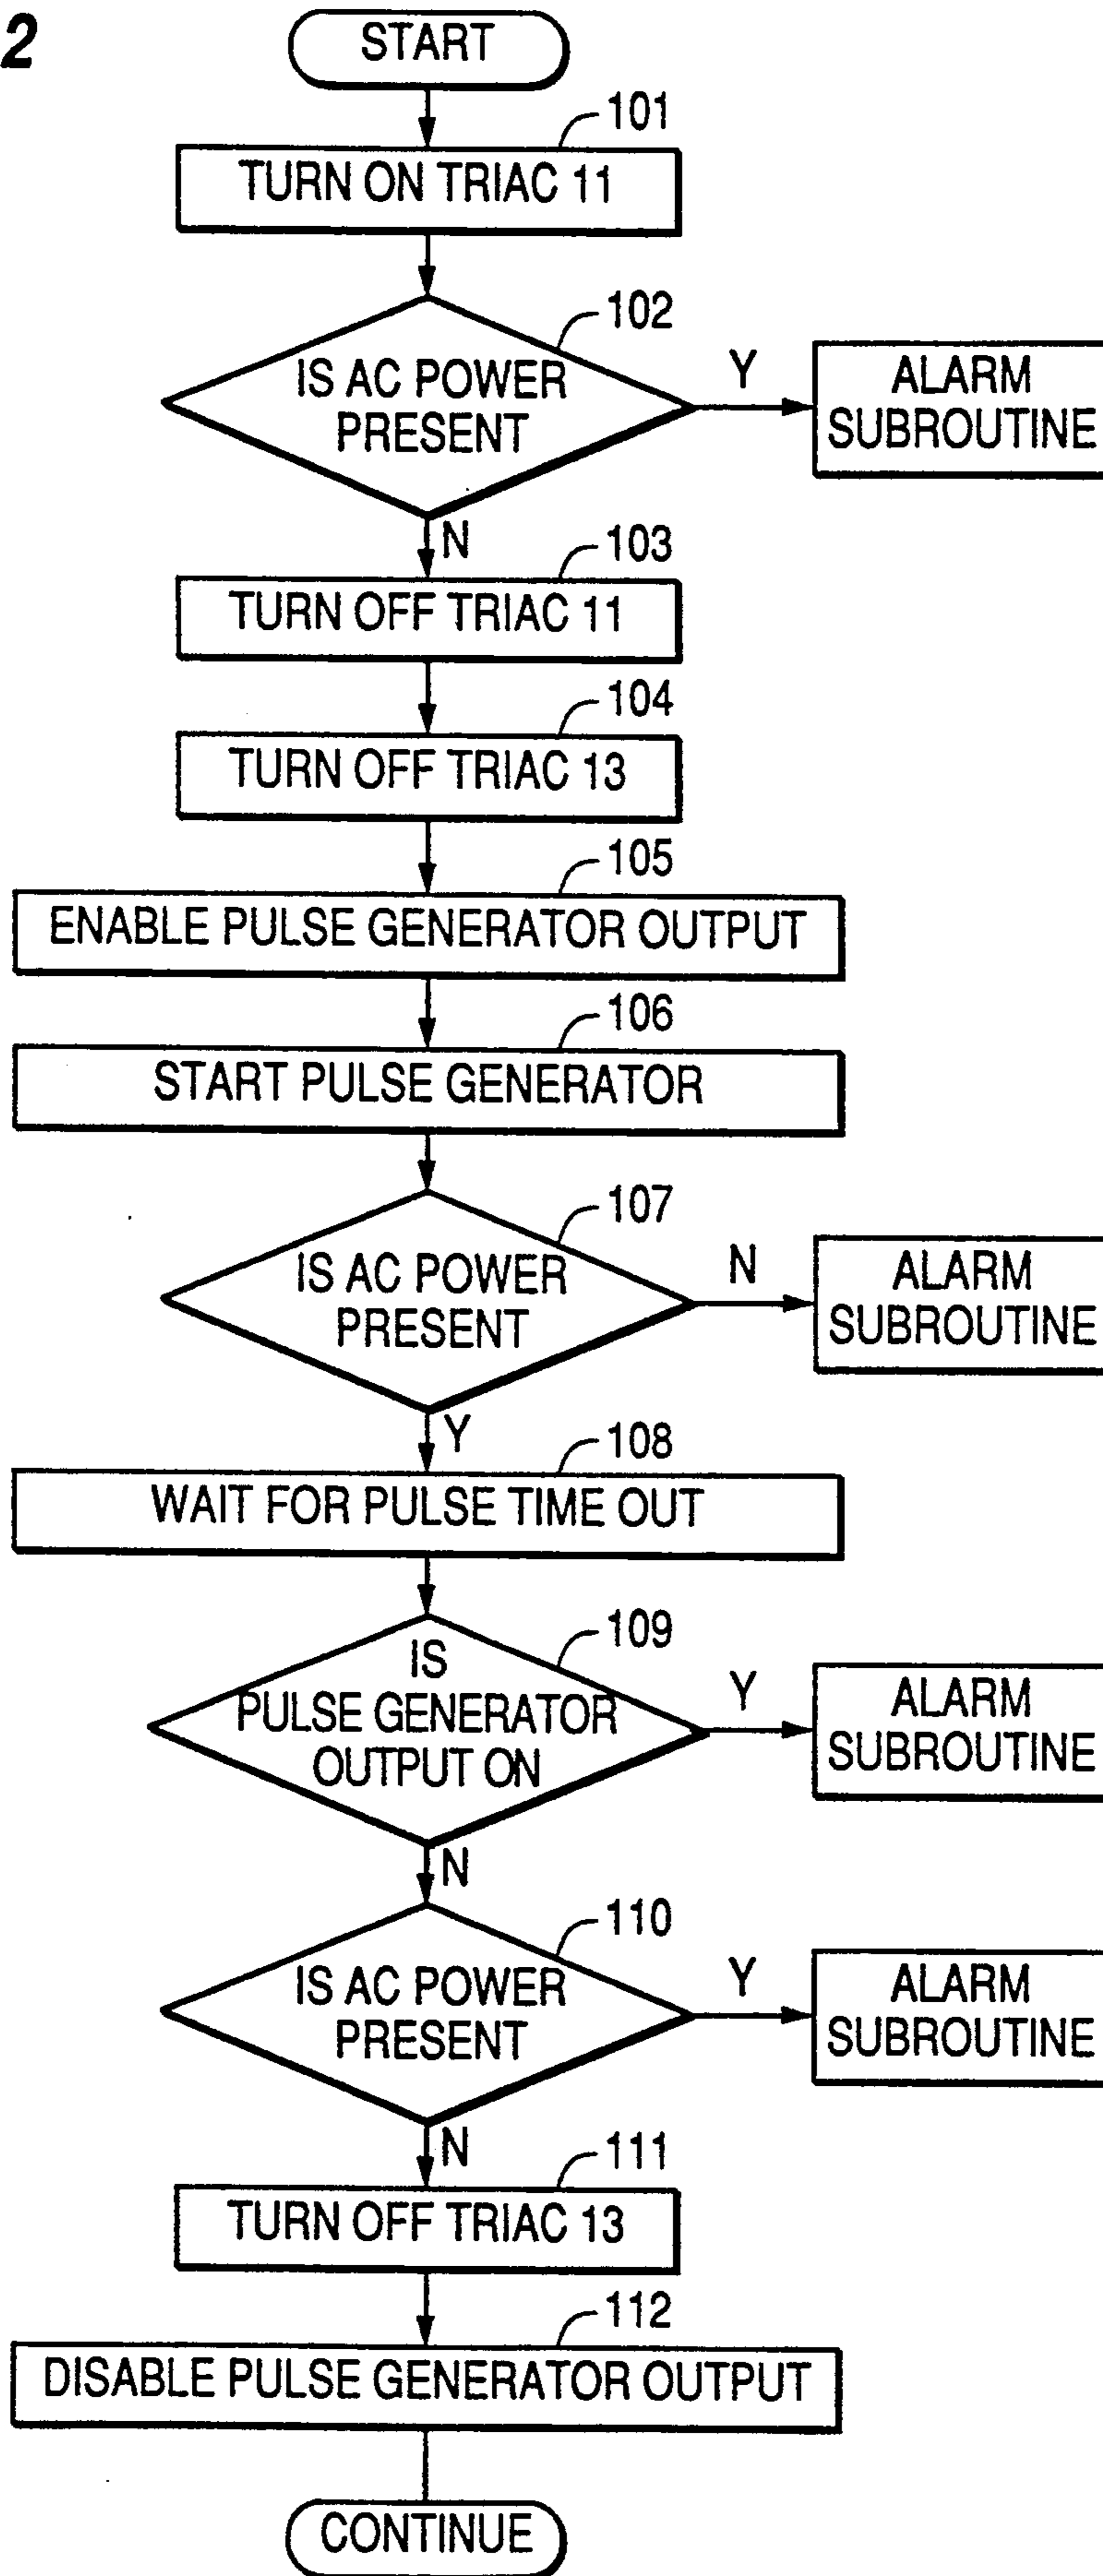 2
START
101
TURN ON TRIAC 11
102
IS AC POWER
PRESENT
Y
ALARM
SUBROUTINE
N
103
TURN OFF TRIAC 11
104
TURN OFF TRIAC 13
105
ENABLE PULSE GENERATOR OUTPUT
106
START PULSE GENERATOR
107
IS AC POWER
PRESENT
N
ALARM
SUBROUTINE
Y
108
WAIT FOR PULSE TIME OUT
109
IS
PULSE GENERATOR
OUTPUT ON
Y
ALARM
SUBROUTINE
N
110
IS AC POWER
PRESENT
Y
ALARM
SUBROUTINE
N
111
TURN OFF TRIAC 13
112
DISABLE PULSE GENERATOR OUTPUT
CONTINUE